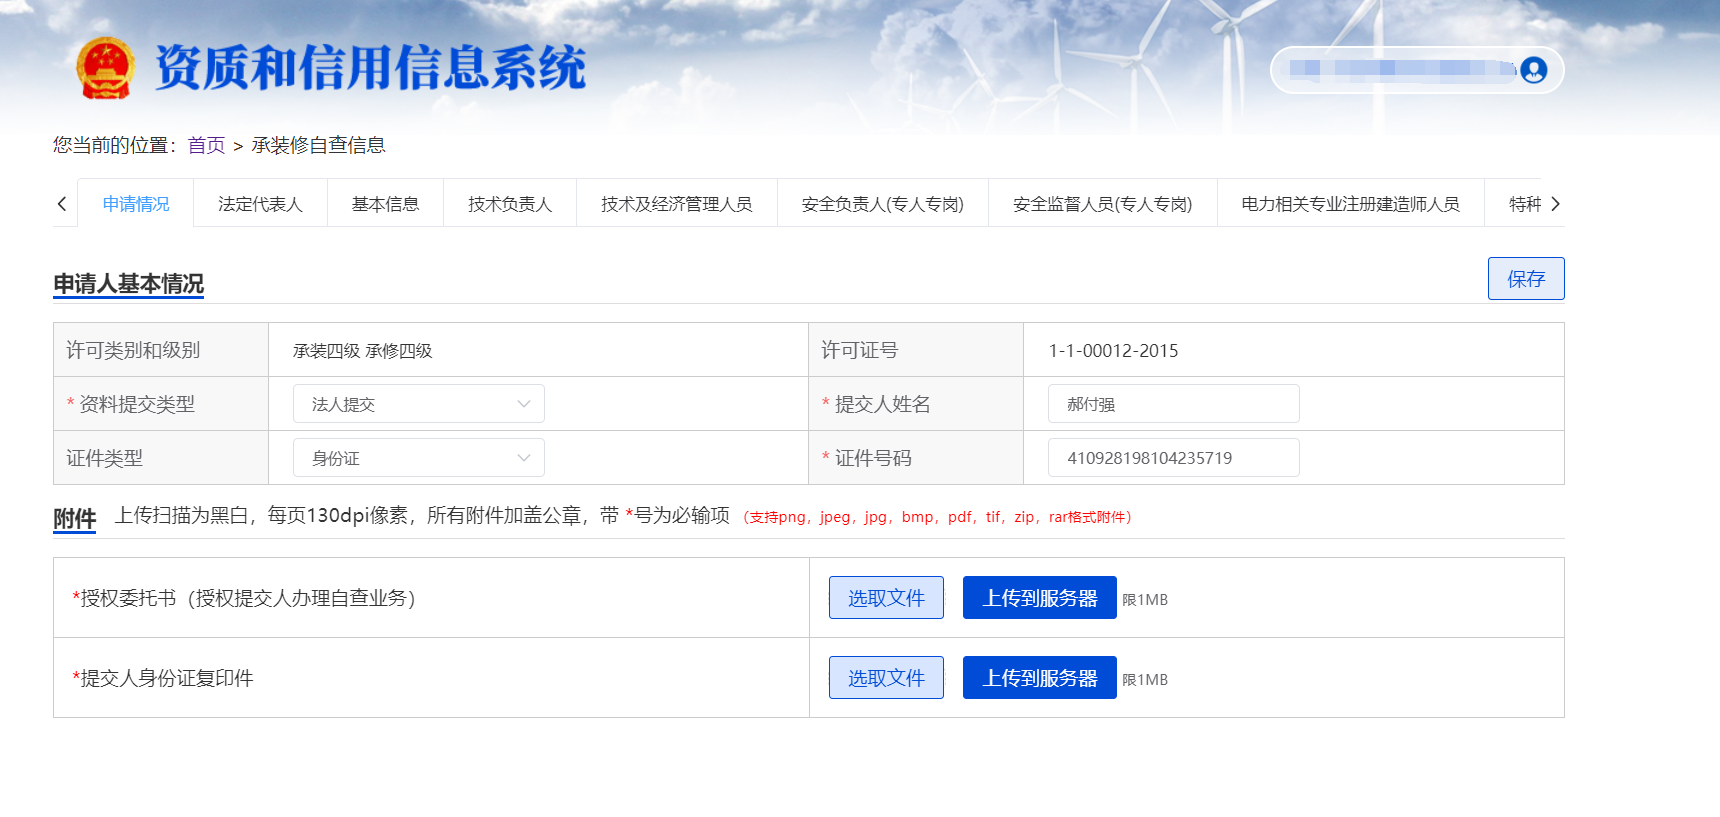 资质和信用信息系统
您当前的位置：首页 > 承装修自查信息
申请情况 法定代表人 基本信息 技术负责人 技术及经济管理人员 安全负责人(专人专岗) 安全监督人员(专人专岗) 电力相关专业注册建造师人员 特种
申请人基本情况 保存
许可类别和级别 承装四级 承修四级 许可证号 1-1-00012-2015
* 资料提交类型 法人提交 * 提交人姓名 郝付强
证件类型 身份证 * 证件号码 410928198104235719
附件 上传扫描为黑白，每页130dpi像素，所有附件加盖公章，带 *号为必输项 （支持png，jpeg，jpg，bmp，pdf，tif，zip，rar格式附件）
*授权委托书（授权提交人办理自查业务） 选取文件 上传到服务器 限1MB
*提交人身份证复印件 选取文件 上传到服务器 限1MB